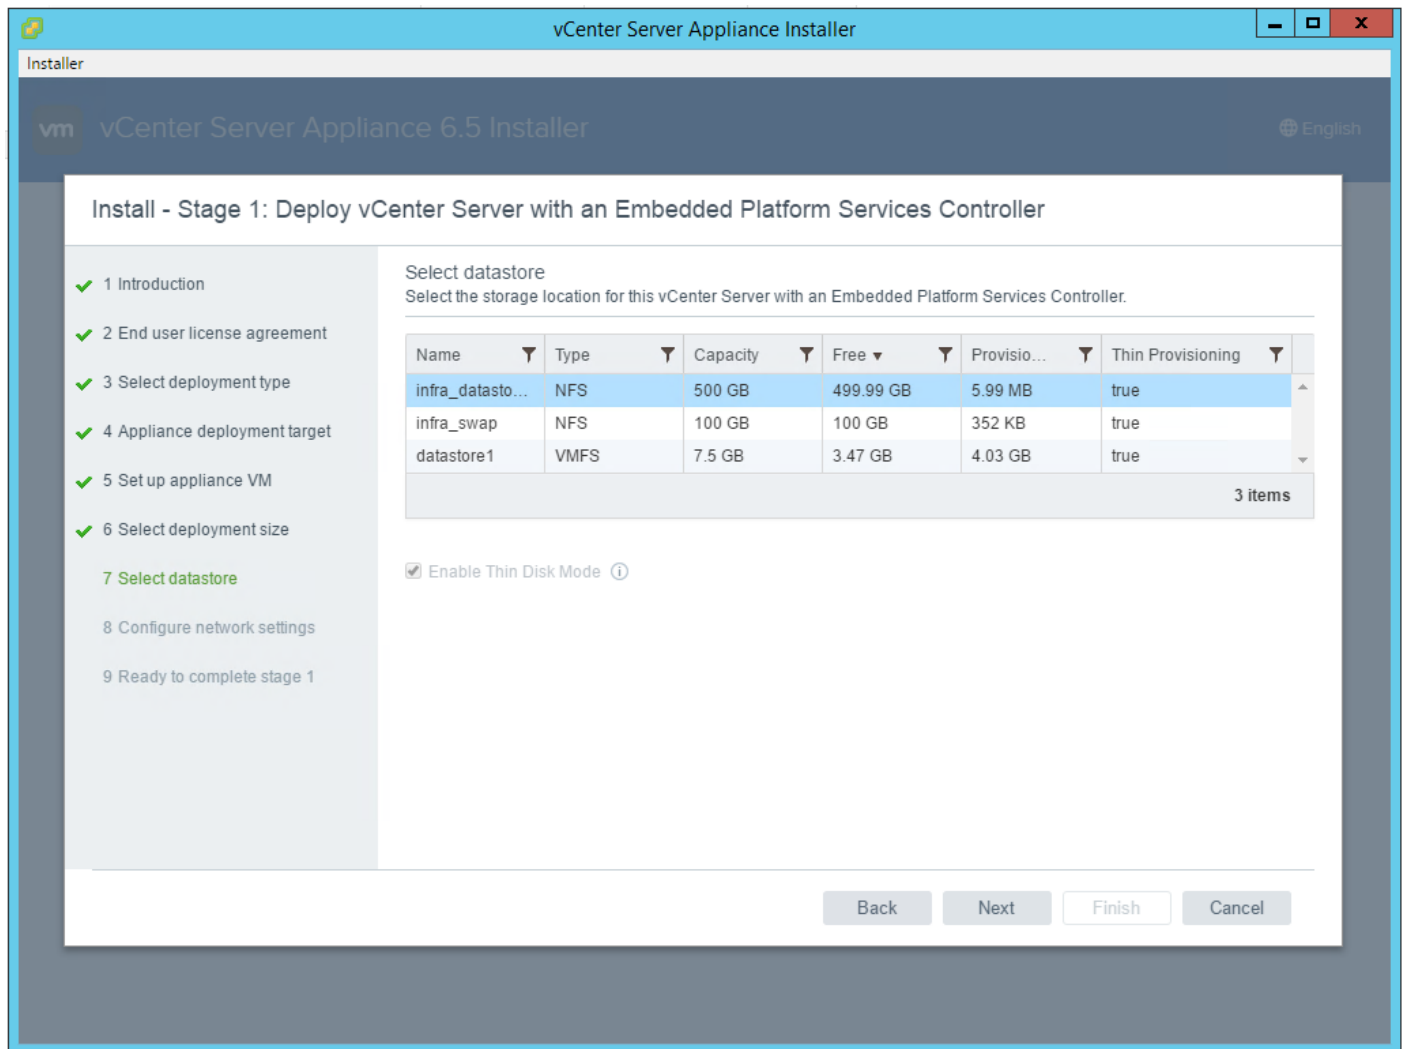 vCenter Server Appliance Installer
Installer
vm vCenter Server Appliance 6.5 Installer English
Install - Stage 1: Deploy vCenter Server with an Embedded Platform Services Controller
1 Introduction
2 End user license agreement
3 Select deployment type
4 Appliance deployment target
5 Set up appliance VM
6 Select deployment size
7 Select datastore
8 Configure network settings
9 Ready to complete stage 1
Select datastore
Select the storage location for this vCenter Server with an Embedded Platform Services Controller.
Name Type Capacity Free Provisio... Thin Provisioning
infra_datasto... NFS 500 GB 499.99 GB 5.99 MB true
infra_swap NFS 100 GB 100 GB 352 KB true
datastore1 VMFS 7.5 GB 3.47 GB 4.03 GB true
3 items
Enable Thin Disk Mode
Back Next Finish Cancel